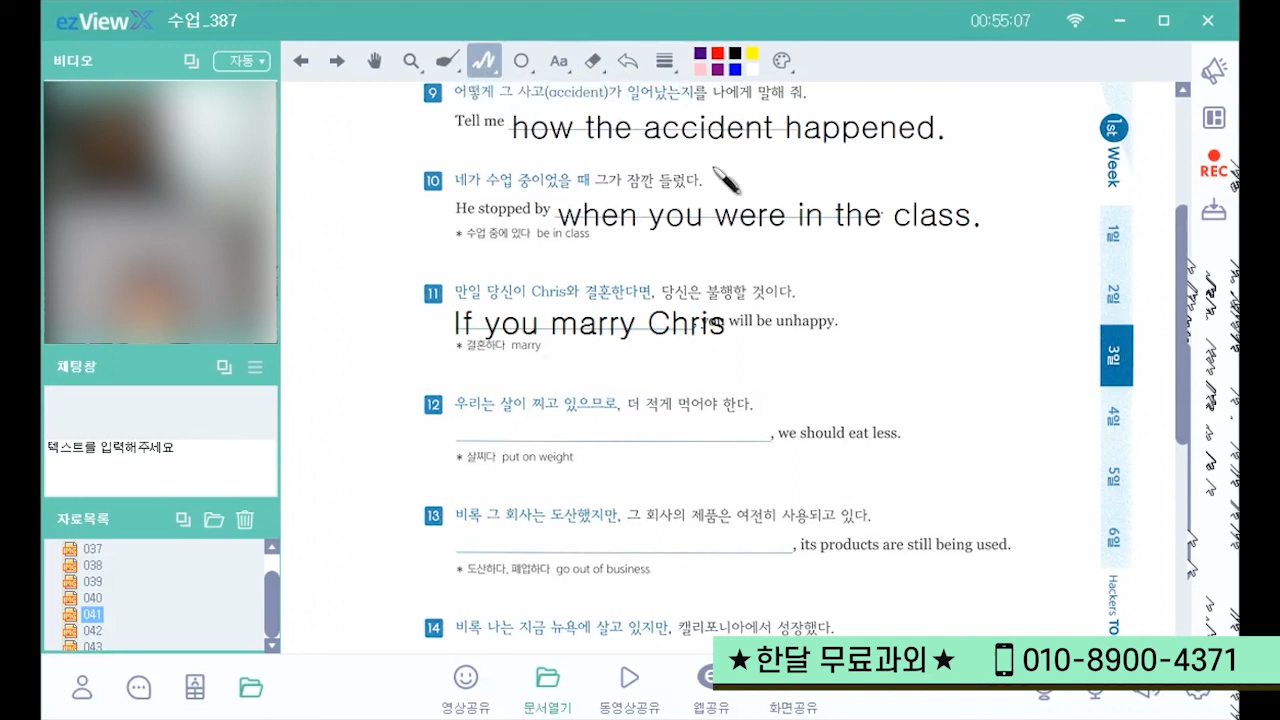 ezViewX 수업_387 00:55:07
비디오 자동
Aa
REC
채팅창
텍스트를 입력해주세요
자료목록
037
038
039
040
041
042
043
9 어떻게 그 사고(accident)가 일어났는지를 나에게 말해 줘.
Tell me how the accident happened.
10 네가 수업 중이었을 때 그가 잠깐 들렀다.
He stopped by when you were in the class.
* 수업 중에 있다 be in class
11 만일 당신이 Chris와 결혼한다면, 당신은 불행할 것이다.
If you marry Chris, you will be unhappy.
* 결혼하다 marry
12 우리는 살이 찌고 있으므로, 더 적게 먹어야 한다.
, we should eat less.
* 살찌다 put on weight
13 비록 그 회사는 도산했지만, 그 회사의 제품은 여전히 사용되고 있다.
, its products are still being used.
* 도산하다, 폐업하다 go out of business
14 비록 나는 지금 뉴욕에 살고 있지만, 캘리포니아에서 성장했다.
1st Week
1일
2일
3일
4일
5일
6일
Hackers TO
영상공유 문서열기 동영상공유 웹공유 화면공유
★한달 무료과외★ 010-8900-4371